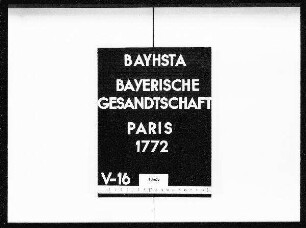 BAYHSTA
BAYERISCHE
GESANDTSCHAFT
PARIS
1772
V-16